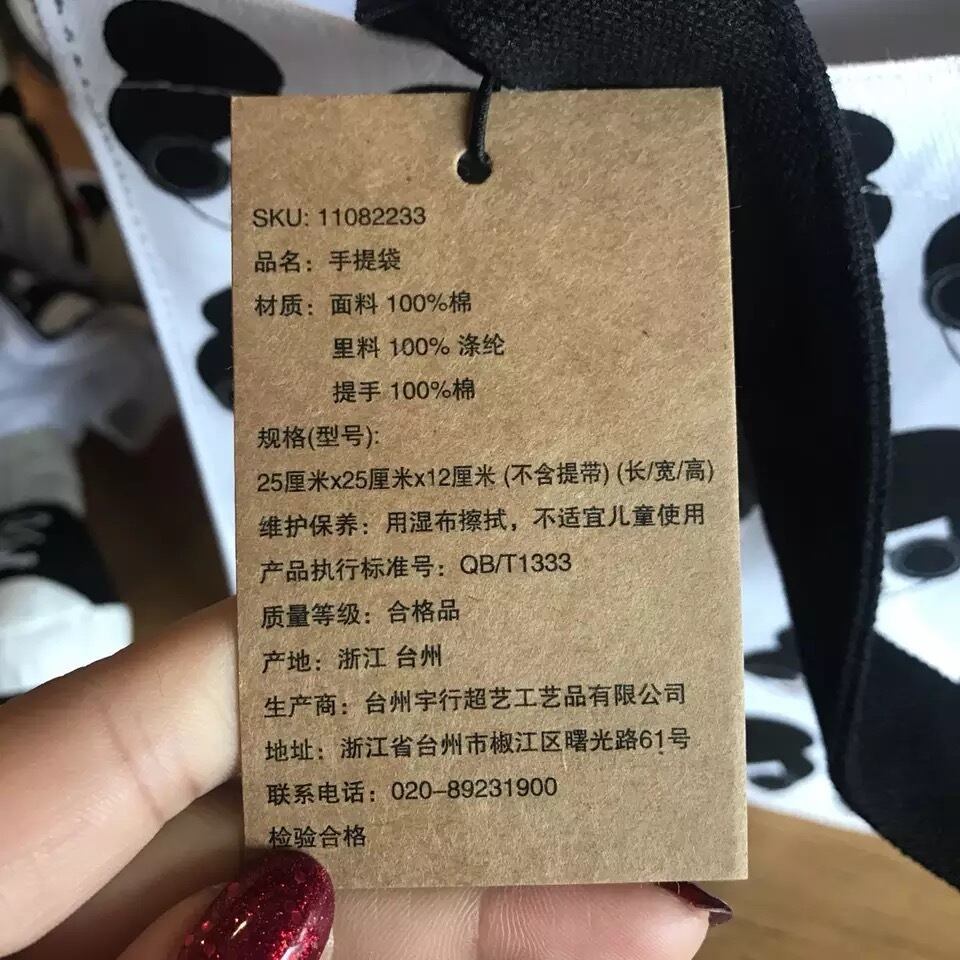 SKU: 11082233
品名：手提袋
材质：面料 100%棉
里料 100% 涤纶
提手 100%棉
规格(型号):
25厘米x25厘米x12厘米 (不含提带) (长/宽/高)
维护保养：用湿布擦拭，不适宜儿童使用
产品执行标准号：QB/T1333
质量等级：合格品
产地：浙江 台州
生产商：台州宇行超艺工艺品有限公司
地址：浙江省台州市椒江区曙光路61号
联系电话：020-89231900
检验合格